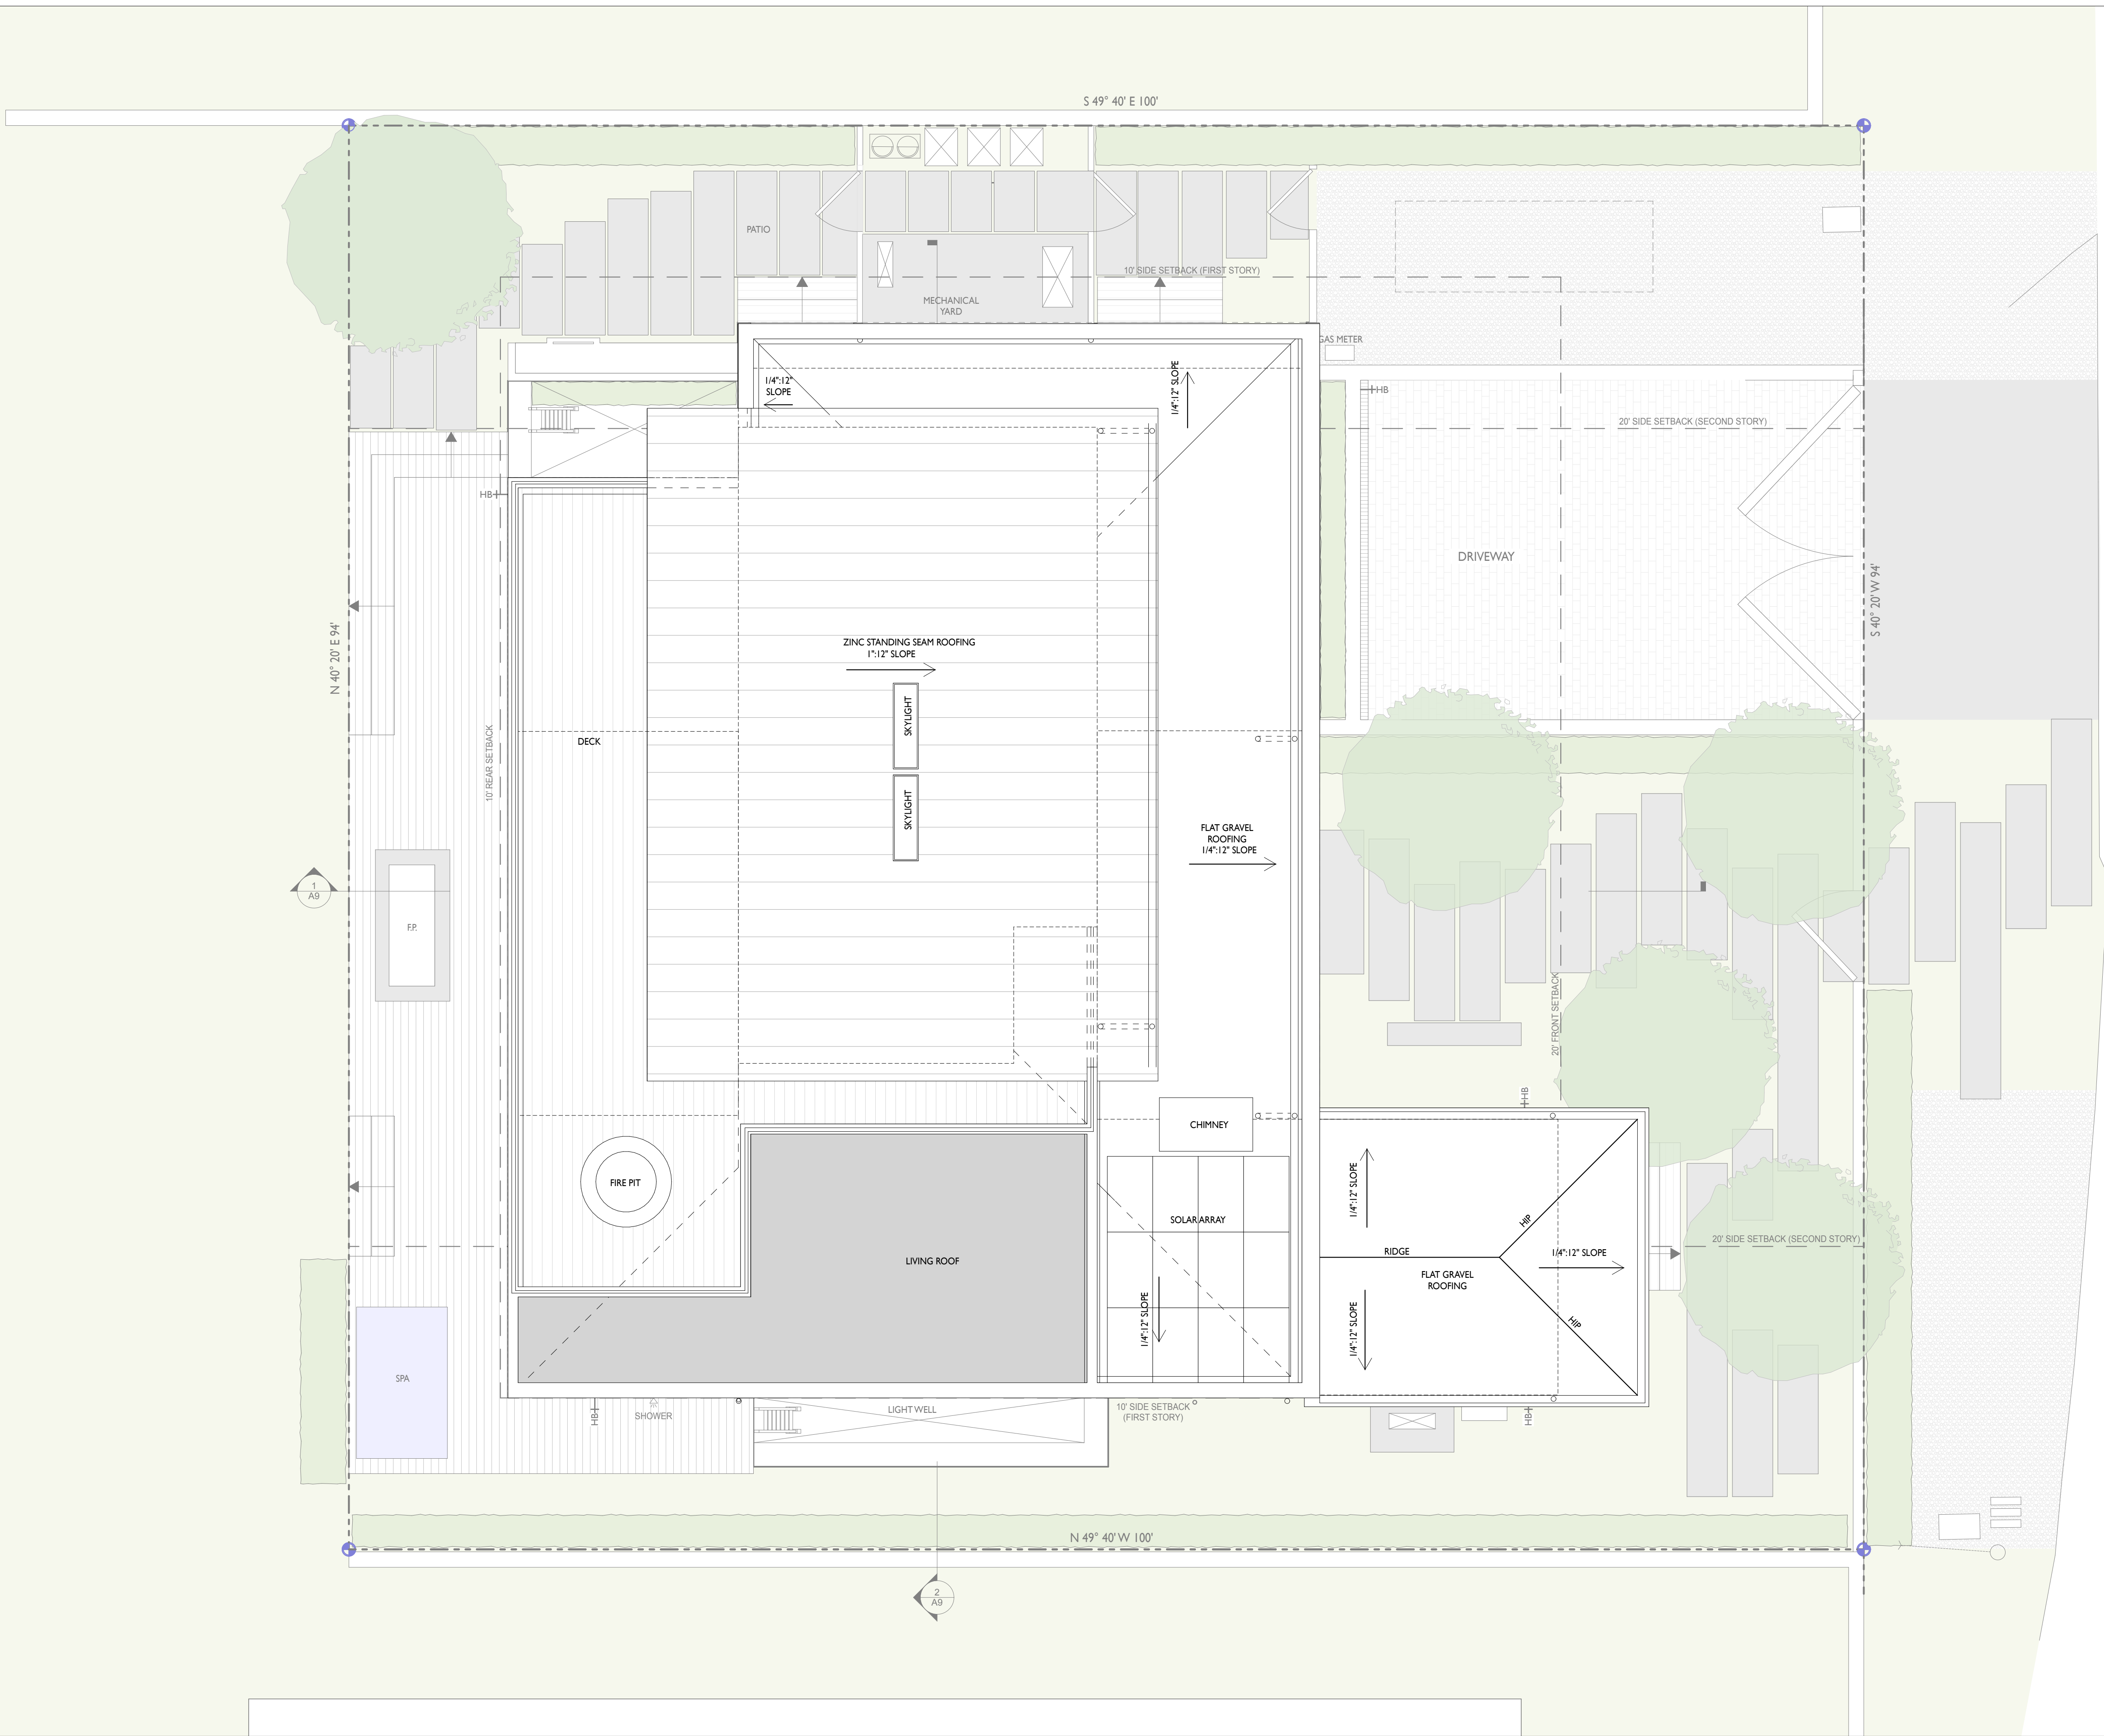 S 49° 40' E 100'
PATIO
10' SIDE SETBACK (FIRST STORY)
MECHANICAL
YARD
GAS METER
1/4":12"
SLOPE
1/4":12" SLOPE
HB
20' SIDE SETBACK (SECOND STORY)
HB
DRIVEWAY
S 40° 20' W 94'
N 40° 20' E 94'
ZINC STANDING SEAM ROOFING
1":12" SLOPE
SKYLIGHT
SKYLIGHT
DECK
10' REAR SETBACK
FLAT GRAVEL
ROOFING
1/4":12" SLOPE
1
A9
F.P.
20' FRONT SETBACK
HB
CHIMNEY
FIRE PIT
1/4":12" SLOPE
SOLAR ARRAY
HIP
RIDGE
1/4":12" SLOPE
20' SIDE SETBACK (SECOND STORY)
LIVING ROOF
FLAT GRAVEL
ROOFING
1/4":12" SLOPE
1/4":12" SLOPE
HIP
SPA
HB
SHOWER
LIGHT WELL
10' SIDE SETBACK
(FIRST STORY)
HB
N 49° 40' W 100'
2
A9